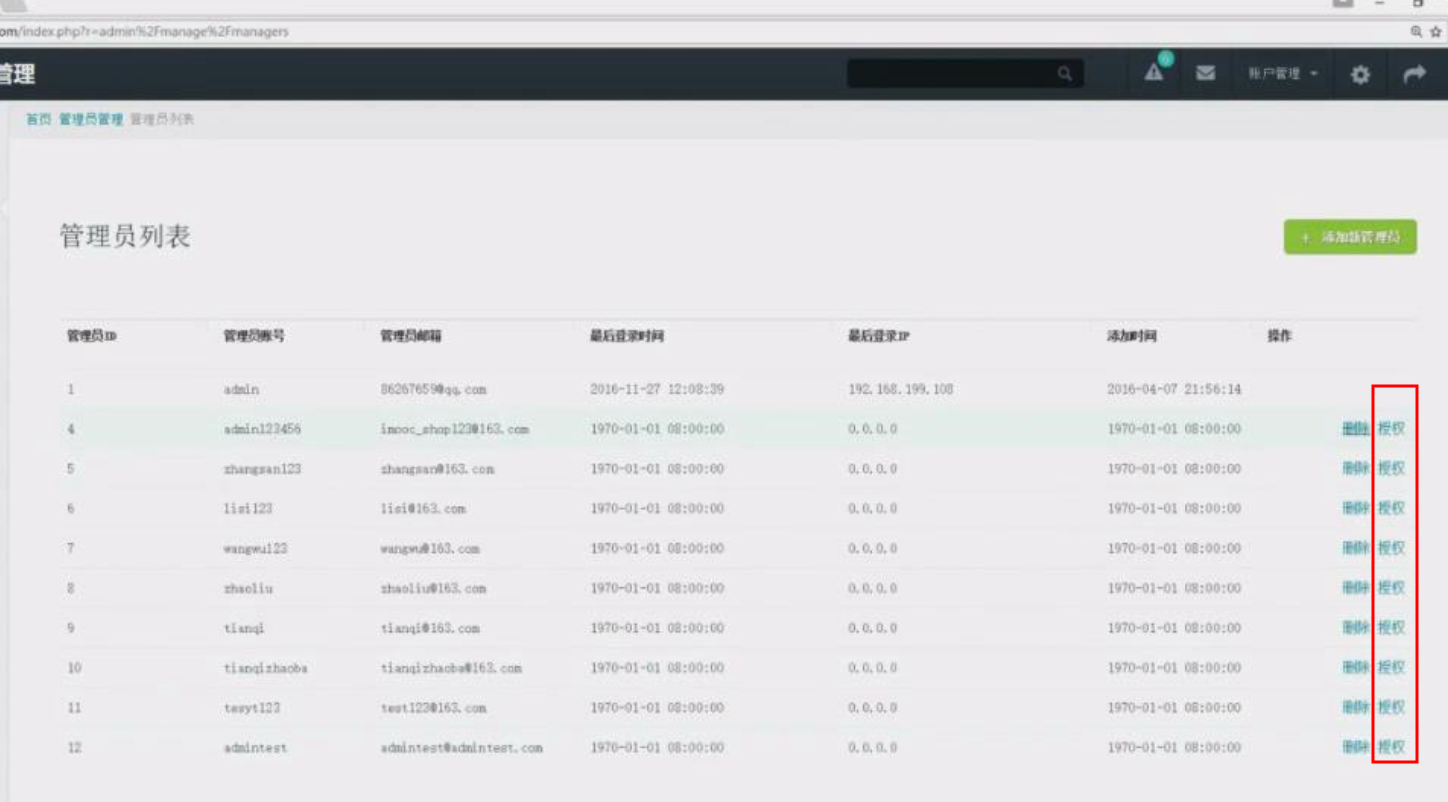 om/index.php?r=admin%2Fmanage%2Fmanagers
管理
账户管理
首页 管理员管理 管理员列表
管理员列表
+ 添加新管理员
管理员ID 管理员账号 管理员邮箱 最后登录时间 最后登录IP 添加时间 操作
1 admin 86267659@qq.com 2016-11-27 12:08:39 192.168.199.108 2016-04-07 21:56:14
4 admin123456 imooc_shop123@163.com 1970-01-01 08:00:00 0.0.0.0 1970-01-01 08:00:00 删除 授权
5 zhangsan123 zhangsan@163.com 1970-01-01 08:00:00 0.0.0.0 1970-01-01 08:00:00 删除 授权
6 lisi123 lisi@163.com 1970-01-01 08:00:00 0.0.0.0 1970-01-01 08:00:00 删除 授权
7 wangwu123 wangwu@163.com 1970-01-01 08:00:00 0.0.0.0 1970-01-01 08:00:00 删除 授权
8 zhaoliu zhaoliu@163.com 1970-01-01 08:00:00 0.0.0.0 1970-01-01 08:00:00 删除 授权
9 tianqi tianqi@163.com 1970-01-01 08:00:00 0.0.0.0 1970-01-01 08:00:00 删除 授权
10 tianqizhaoba tianqizhaoba@163.com 1970-01-01 08:00:00 0.0.0.0 1970-01-01 08:00:00 删除 授权
11 tesyt123 test123@163.com 1970-01-01 08:00:00 0.0.0.0 1970-01-01 08:00:00 删除 授权
12 admintest admintest@admintest.com 1970-01-01 08:00:00 0.0.0.0 1970-01-01 08:00:00 删除 授权